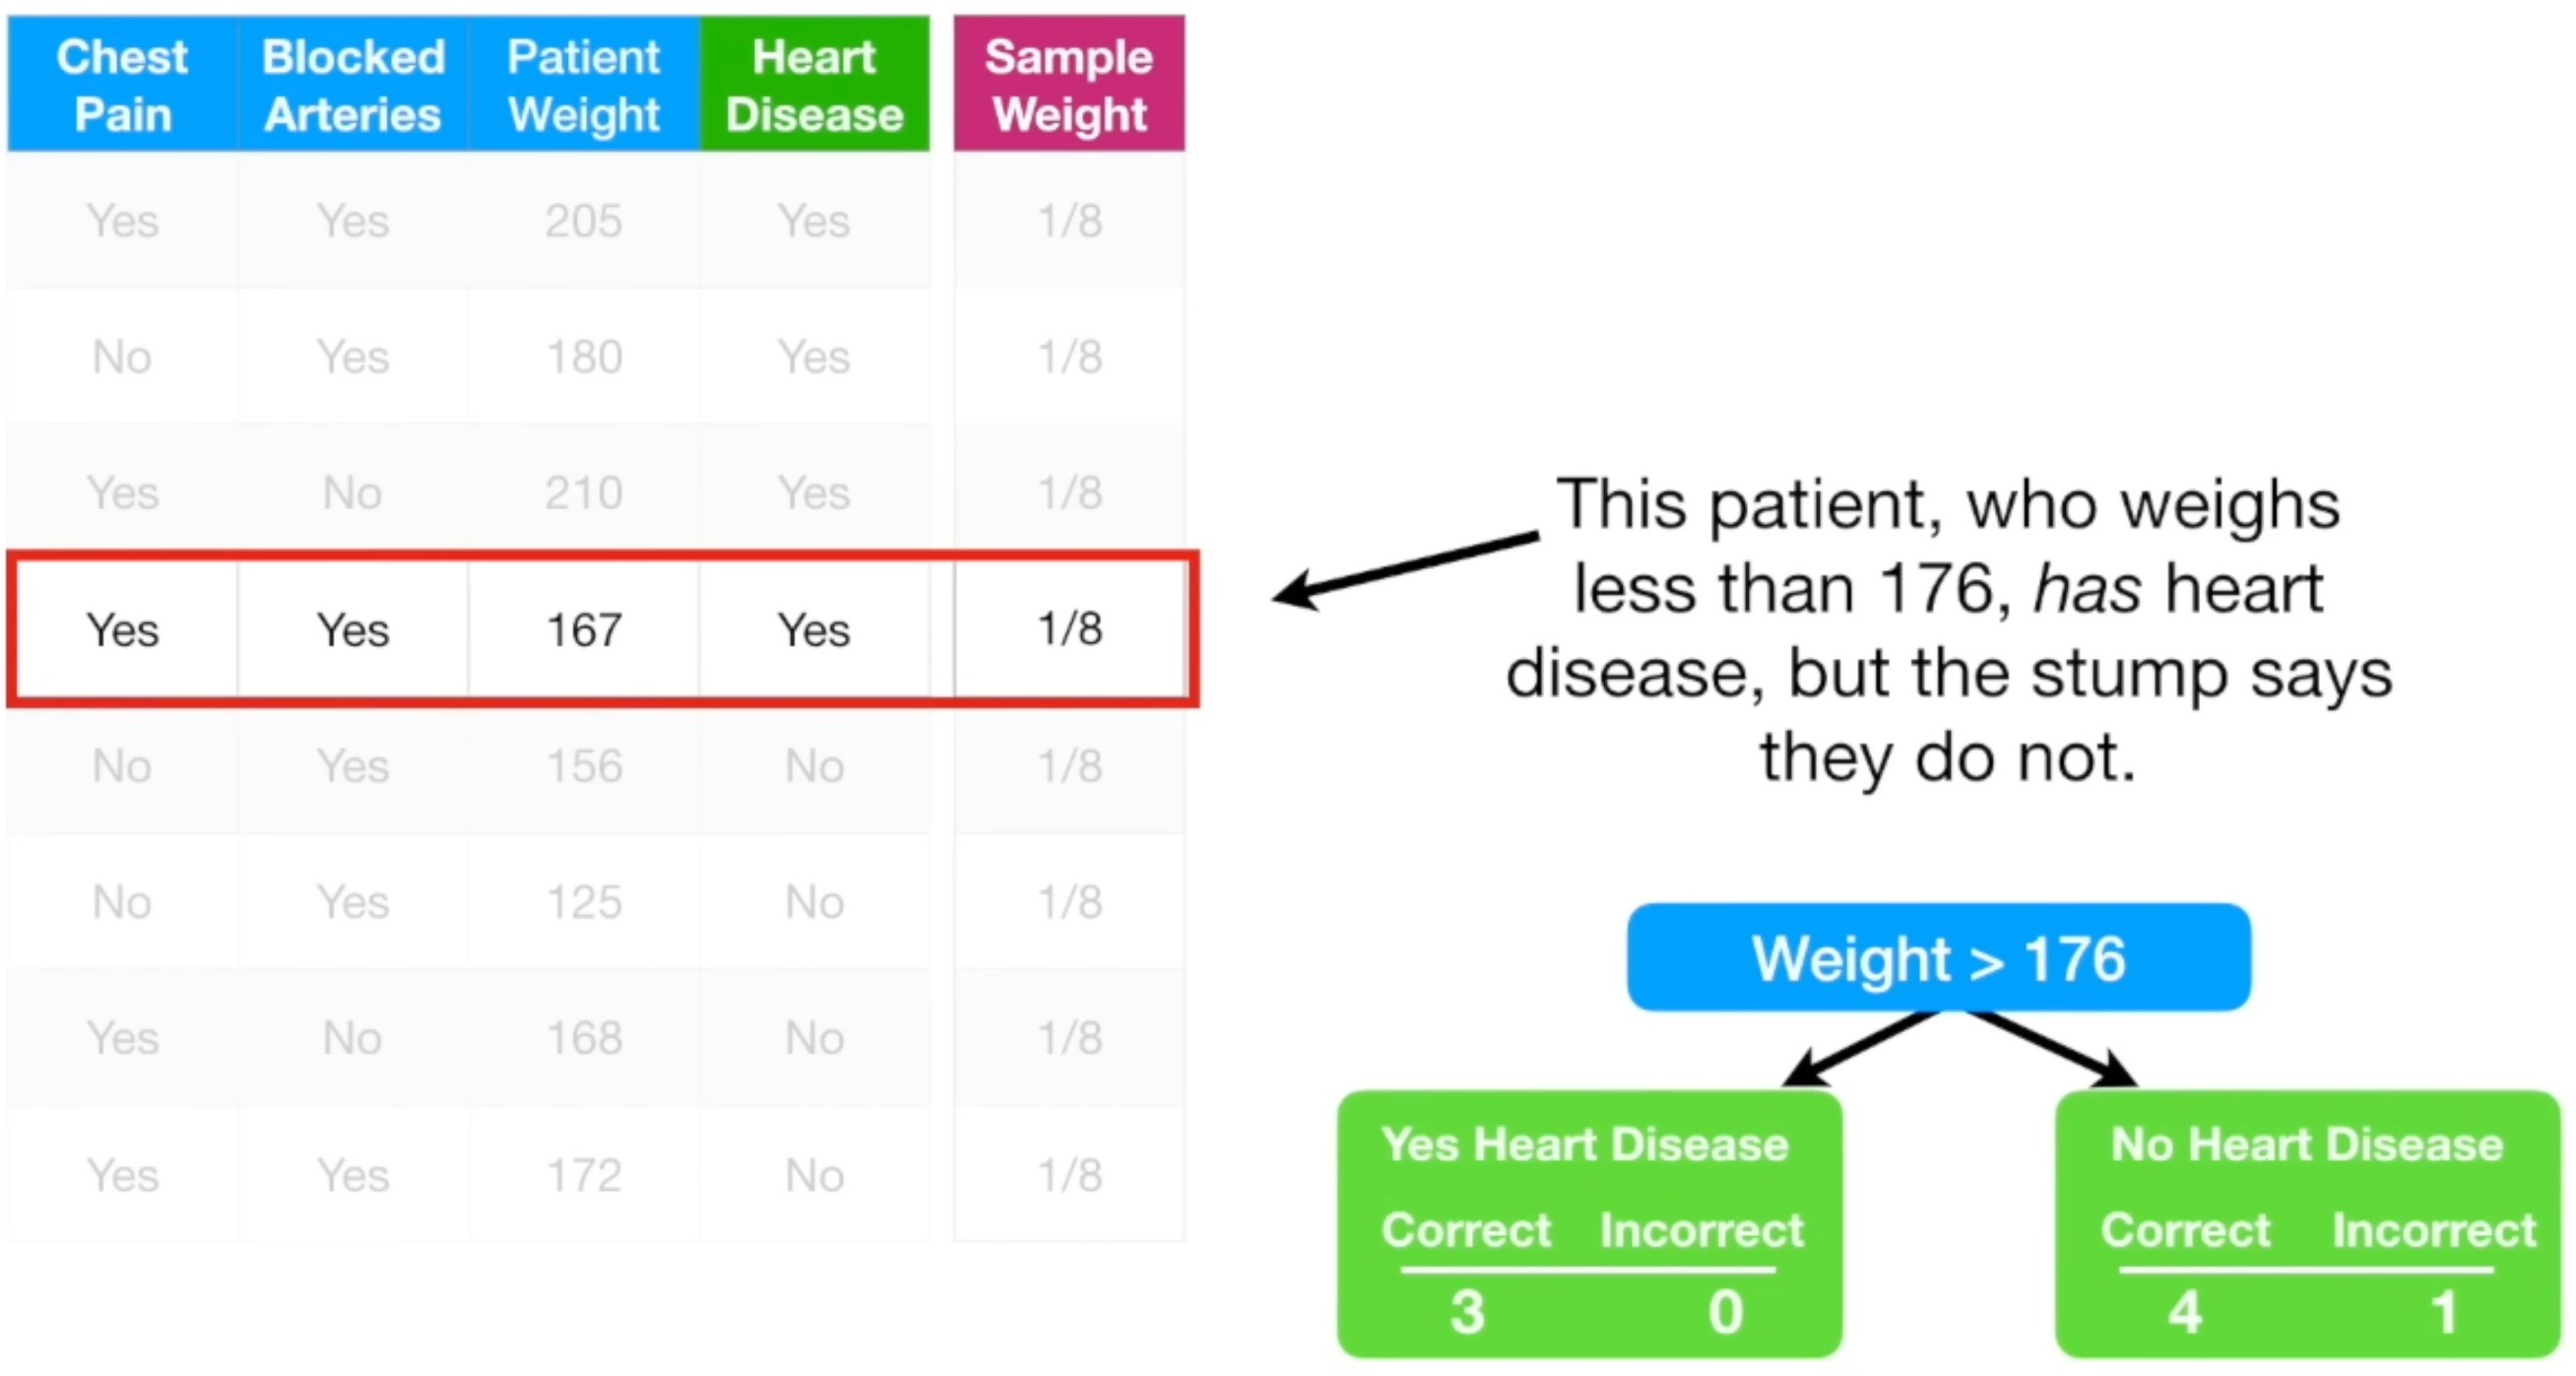 Chest Pain Blocked Arteries Patient Weight Heart Disease Sample Weight
Yes Yes 205 Yes 1/8
No Yes 180 Yes 1/8
Yes No 210 Yes 1/8
Yes Yes 167 Yes 1/8
No Yes 156 No 1/8
No Yes 125 No 1/8
Yes No 168 No 1/8
Yes Yes 172 No 1/8
This patient, who weighs
less than 176, has heart
disease, but the stump says
they do not.
Weight > 176
Yes Heart Disease
Correct Incorrect
3 0
No Heart Disease
Correct Incorrect
4 1